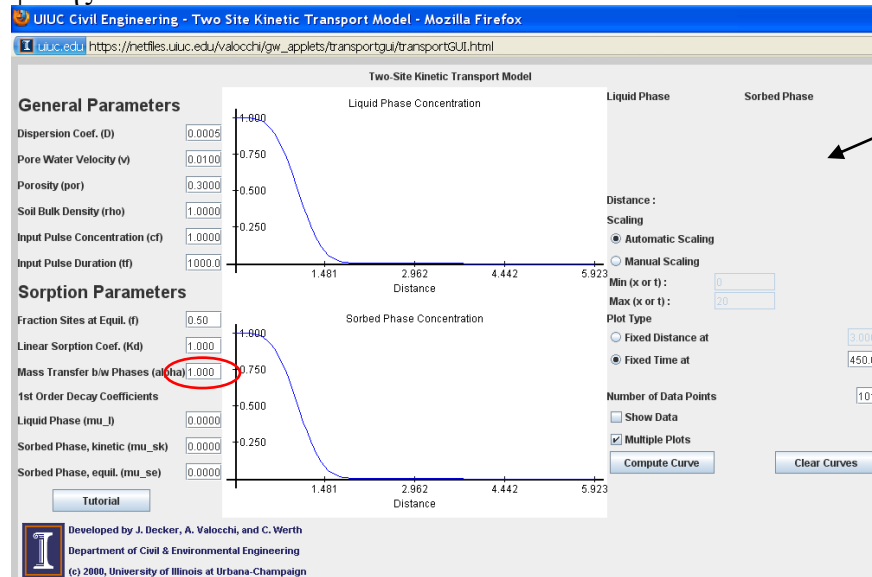 UIUC Civil Engineering - Two Site Kinetic Transport Model - Mozilla Firefox
uiuc.edu https://netfiles.uiuc.edu/valocchi/gw_applets/transportgui/transportGUI.html
Two-Site Kinetic Transport Model
General Parameters
Dispersion Coef. (D) 0.0005
Pore Water Velocity (v) 0.0100
Porosity (por) 0.3000
Soil Bulk Density (rho) 1.0000
Input Pulse Concentration (cf) 1.0000
Input Pulse Duration (tf) 1000.0
Sorption Parameters
Fraction Sites at Equil. (f) 0.50
Linear Sorption Coef. (Kd) 1.000
Mass Transfer b/w Phases (alpha) 1.000
1st Order Decay Coefficients
Liquid Phase (mu_l) 0.0000
Sorbed Phase, kinetic (mu_sk) 0.0000
Sorbed Phase, equil. (mu_se) 0.0000
Tutorial
Developed by J. Decker, A. Valocchi, and C. Werth
Department of Civil & Environmental Engineering
(c) 2000, University of Illinois at Urbana-Champaign
Liquid Phase Concentration
1.000
0.750
0.500
0.250
1.481 2.962 4.442 5.923
Distance
Sorbed Phase Concentration
1.000
0.750
0.500
0.250
1.481 2.962 4.442 5.923
Distance
Liquid Phase Sorbed Phase
Distance :
Scaling
Automatic Scaling
Manual Scaling
Min (x or t) : 0
Max (x or t) : 20
Plot Type
Fixed Distance at 3.00
Fixed Time at 450.
Number of Data Points 10
Show Data
Multiple Plots
Compute Curve Clear Curves